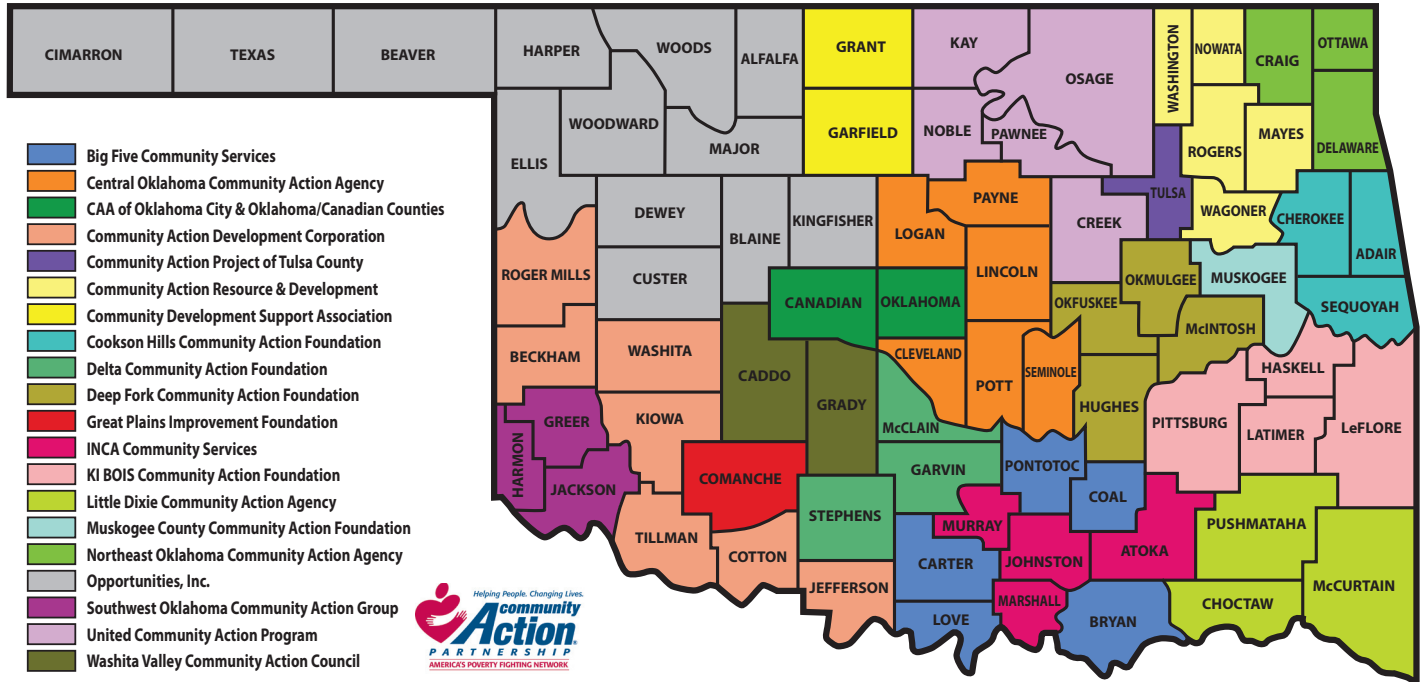 CIMARRON
TEXAS
BEAVER
HARPER
WOODS
ALFALFA
GRANT
KAY
OSAGE
WASHINGTON
NOWATA
CRAIG
OTTAWA
ELLIS
WOODWARD
MAJOR
GARFIELD
NOBLE
PAWNEE
ROGERS
MAYES
DELAWARE
DEWEY
BLAINE
KINGFISHER
LOGAN
PAYNE
CREEK
TULSA
WAGONER
CHEROKEE
ADAIR
ROGER MILLS
CUSTER
CANADIAN
OKLAHOMA
LINCOLN
OKFUSKEE
OKMULGEE
MUSKOGEE
SEQUOYAH
McINTOSH
BECKHAM
WASHITA
CADDO
GRADY
CLEVELAND
POTT
SEMINOLE
HUGHES
HASKELL
PITTSBURG
LATIMER
LeFLORE
HARMON
GREER
KIOWA
McCLAIN
JACKSON
COMANCHE
GARVIN
PONTOTOC
COAL
STEPHENS
MURRAY
ATOKA
PUSHMATAHA
TILLMAN
COTTON
CARTER
JOHNSTON
JEFFERSON
MARSHALL
McCURTAIN
LOVE
BRYAN
CHOCTAW
Big Five Community Services
Central Oklahoma Community Action Agency
CAA of Oklahoma City & Oklahoma/Canadian Counties
Community Action Development Corporation
Community Action Project of Tulsa County
Community Action Resource & Development
Community Development Support Association
Cookson Hills Community Action Foundation
Delta Community Action Foundation
Deep Fork Community Action Foundation
Great Plains Improvement Foundation
INCA Community Services
KI BOIS Community Action Foundation
Little Dixie Community Action Agency
Muskogee County Community Action Foundation
Northeast Oklahoma Community Action Agency
Opportunities, Inc.
Southwest Oklahoma Community Action Group
United Community Action Program
Washita Valley Community Action Council
Helping People. Changing Lives.
community
Action
PARTNERSHIP
AMERICA'S POVERTY FIGHTING NETWORK